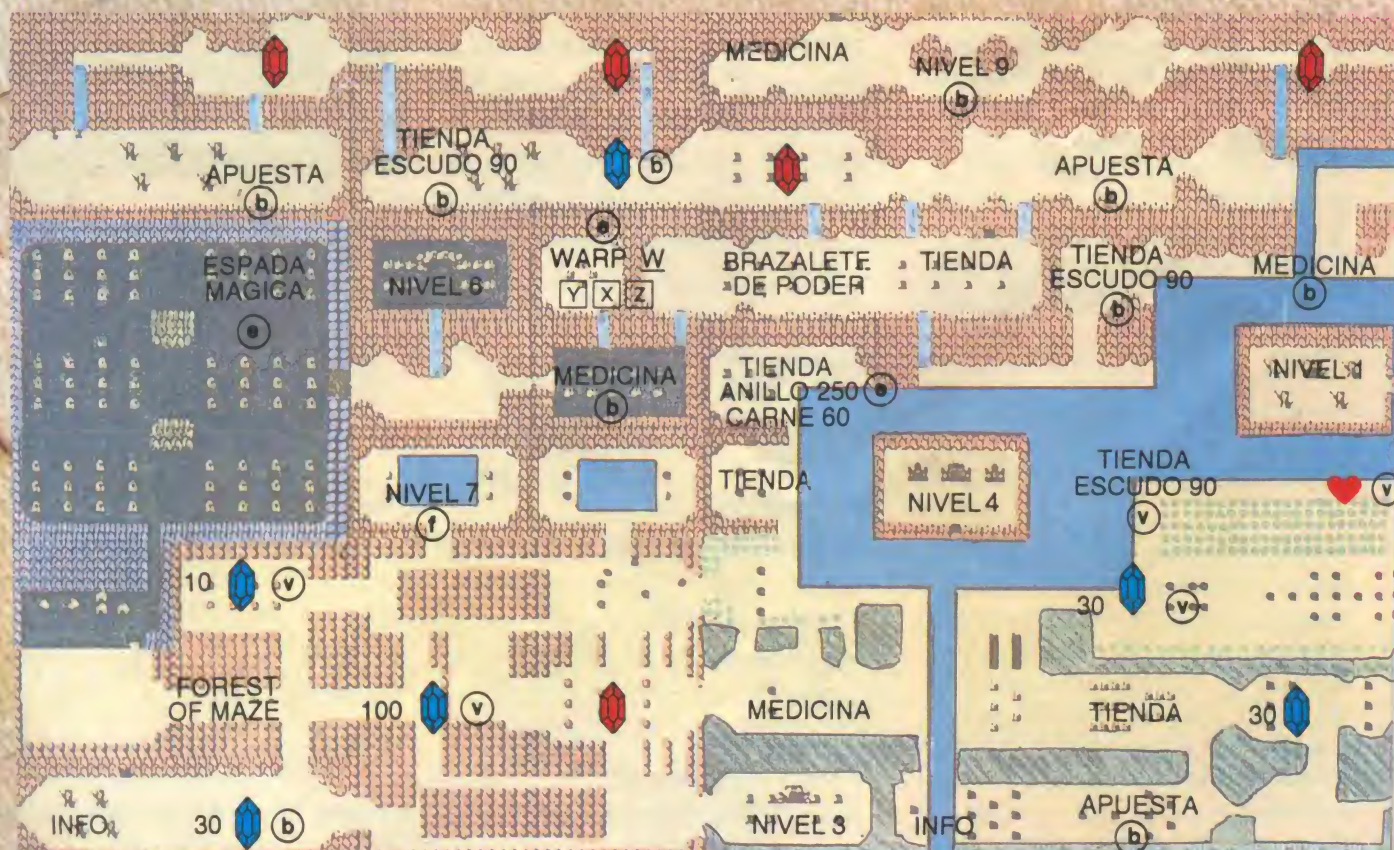 MEDICINA
NIVEL 9
b
TIENDA
ESCUDO 90
b
b
APUESTA
b
APUESTA
b
a
ESPADA
MAGICA
e
NIVEL 6
WARP W
Y X Z
BRAZALETE
DE PODER
TIENDA
TIENDA
ESCUDO 90
b
MEDICINA
b
MEDICINA
b
TIENDA
ANILLO 250 e
CARNE 60
NIVEL 1
NIVEL 7
f
TIENDA
NIVEL 4
TIENDA
ESCUDO 90
v
v
10 v
30 v
FOREST
OF MAZE
100 v
MEDICINA
TIENDA
30
INFO
30 b
NIVEL 3
INFO
APUESTA
b